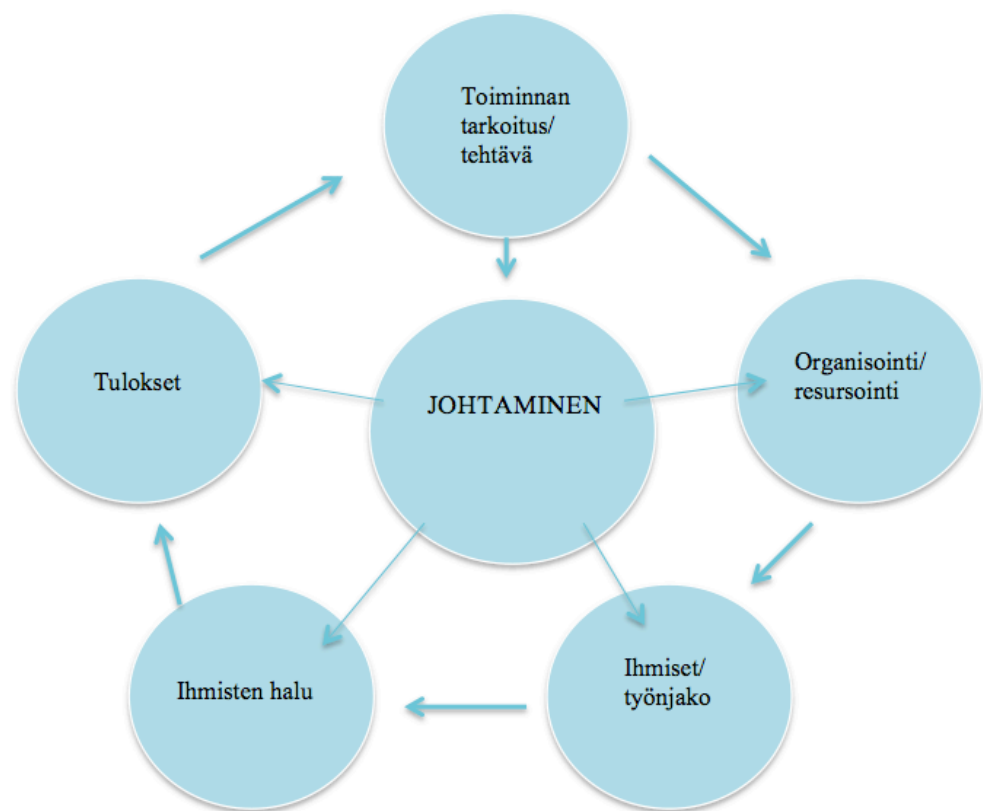 Toiminnan
tarkoitus/
tehtävä
Organisointi/
resursointi
Tulokset
JOHTAMINEN
Ihmiset/
työnjako
Ihmisten halu